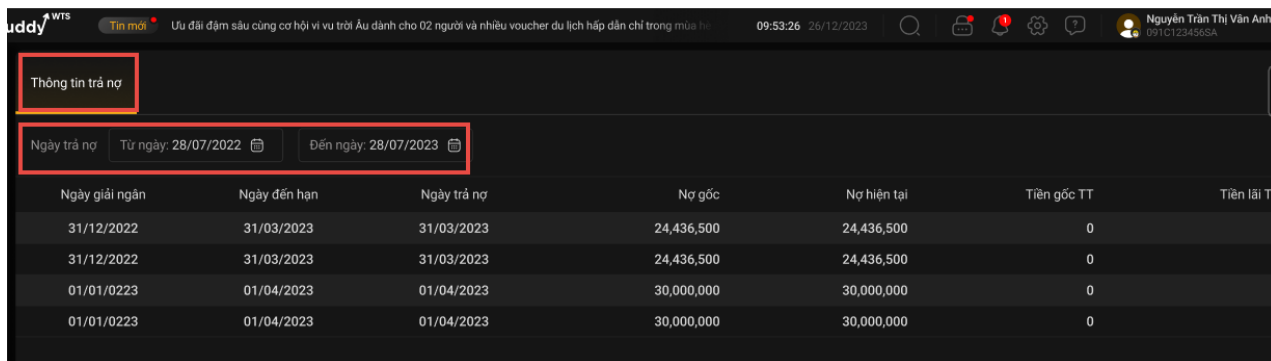 uddy WTS Tin mới Ưu đãi đậm sâu cùng cơ hội vi vu trời Âu dành cho 02 người và nhiều voucher du lịch hấp dẫn chỉ trong mùa hè 09:53:26 26/12/2023 1 Nguyễn Trần Thị Vân Anh
091C123456SA
Thông tin trả nợ
Ngày trả nợ Từ ngày: 28/07/2022 Đến ngày: 28/07/2023
Ngày giải ngân Ngày đến hạn Ngày trả nợ Nợ gốc Nợ hiện tại Tiền gốc TT Tiền lãi T
31/12/2022 31/03/2023 31/03/2023 24,436,500 24,436,500 0
31/12/2022 31/03/2023 31/03/2023 24,436,500 24,436,500 0
01/01/0223 01/04/2023 01/04/2023 30,000,000 30,000,000 0
01/01/0223 01/04/2023 01/04/2023 30,000,000 30,000,000 0